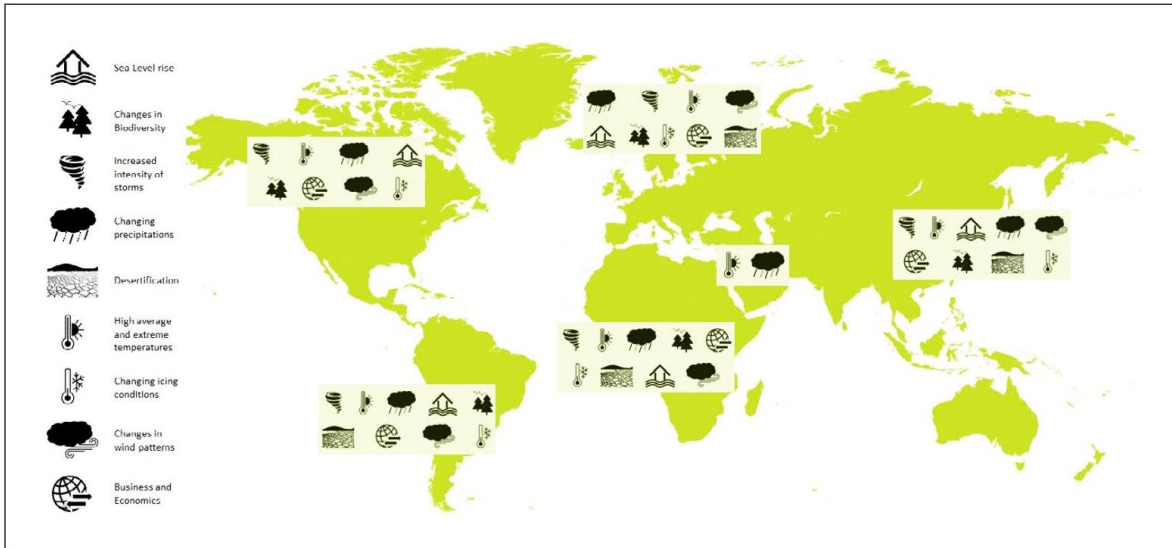 Sea Level rise
Changes in
Biodiversity
Increased
intensity of
storms
Changing
precipitations
Desertification
High average
and extreme
temperatures
Changing icing
conditions
Changes in
wind patterns
Business and
Economics